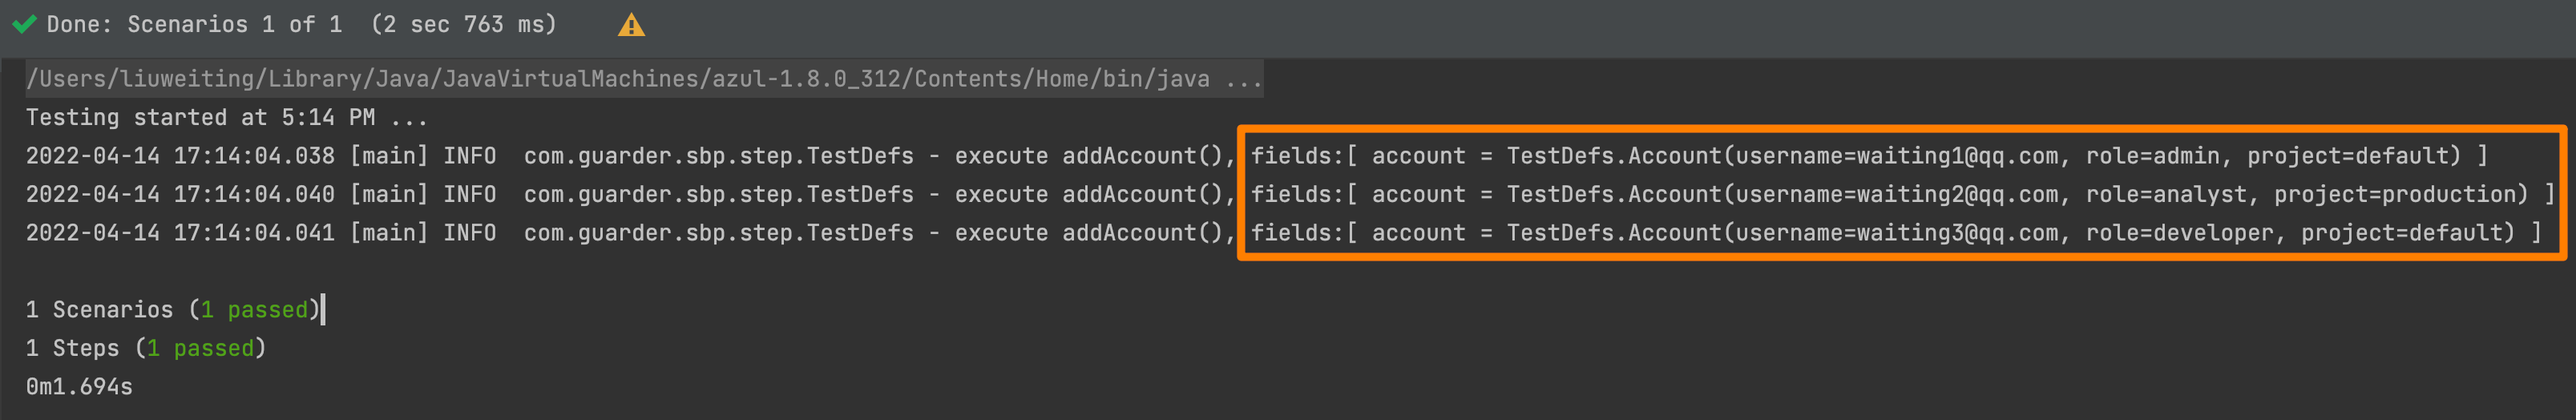 Done: Scenarios 1 of 1 (2 sec 763 ms)
/Users/liuweiting/Library/Java/JavaVirtualMachines/azul-1.8.0_312/Contents/Home/bin/java ...
Testing started at 5:14 PM ...
2022-04-14 17:14:04.038 [main] INFO  com.guarder.sbp.step.TestDefs - execute addAccount(), fields:[ account = TestDefs.Account(username=waiting1@qq.com, role=admin, project=default) ]
2022-04-14 17:14:04.040 [main] INFO  com.guarder.sbp.step.TestDefs - execute addAccount(), fields:[ account = TestDefs.Account(username=waiting2@qq.com, role=analyst, project=production) ]
2022-04-14 17:14:04.041 [main] INFO  com.guarder.sbp.step.TestDefs - execute addAccount(), fields:[ account = TestDefs.Account(username=waiting3@qq.com, role=developer, project=default) ]
1 Scenarios (1 passed)
1 Steps (1 passed)
0m1.694s